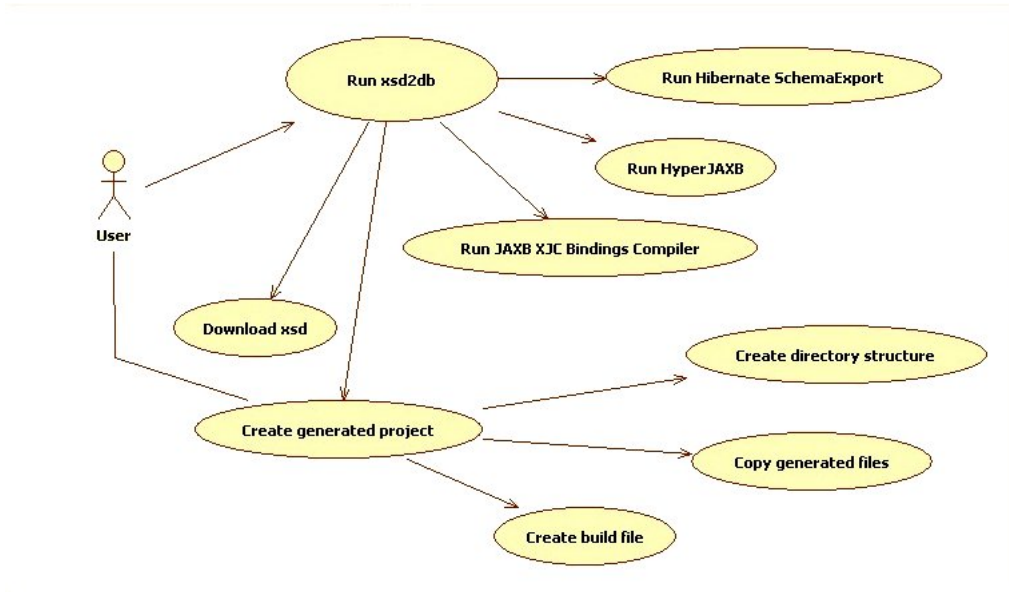 Run xsd2db
Run Hibernate SchemaExport
Run HyperJAXB
User
Run JAXB XJC Bindings Compiler
Download xsd
Create directory structure
Create generated project
Copy generated files
Create build file